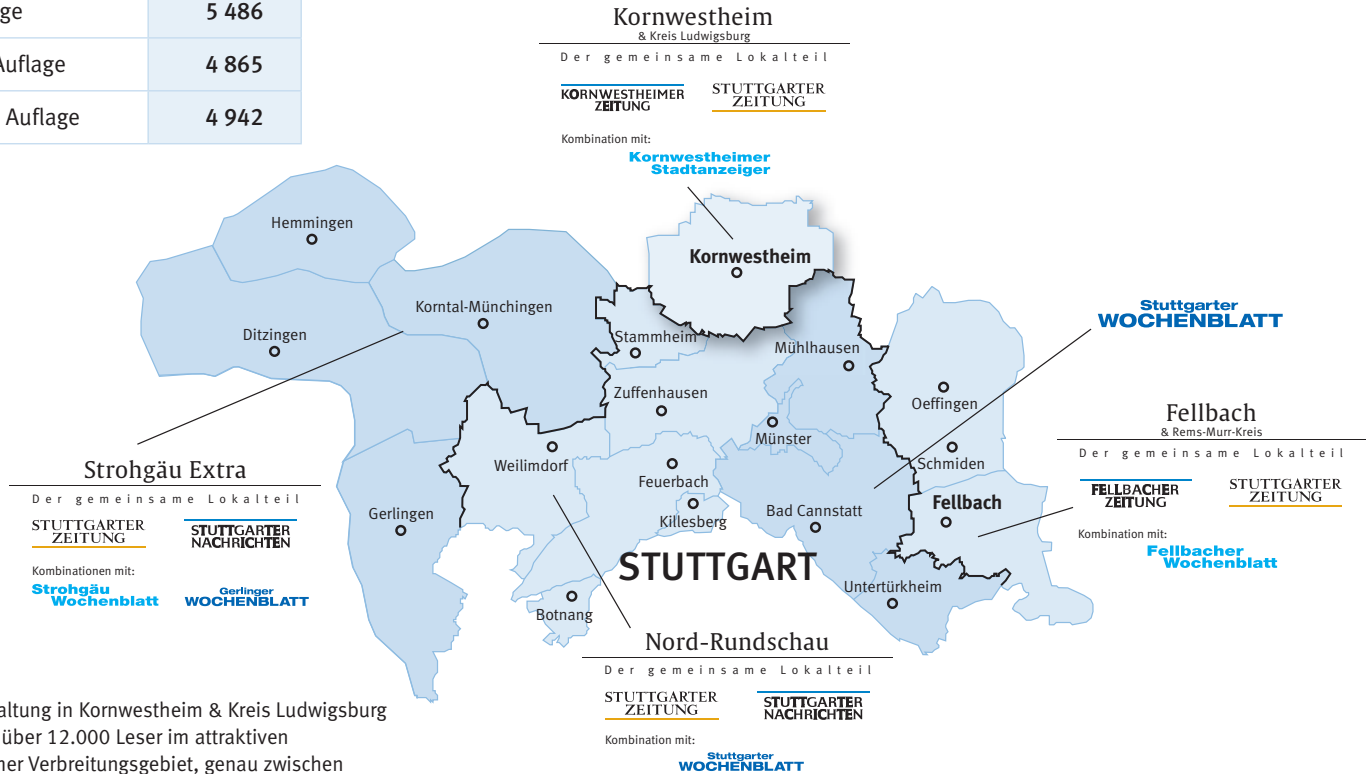 ge 5 486
Auflage 4 865
Auflage 4 942
Kornwestheim
& Kreis Ludwigsburg
Der gemeinsame Lokalteil
KORNWESTHEIMER
ZEITUNG
STUTTGARTER
ZEITUNG
Kombination mit:
Kornwestheimer
Stadtanzeiger
Hemmingen
Kornwestheim
Korntal-Münchingen
Ditzingen
Stammheim
Mühlhausen
Stuttgarter
WOCHENBLATT
Zuffenhausen
Oeffingen
Münster
Weilimdorf
Schmiden
Feuerbach
Killesberg
Gerlingen
Bad Cannstatt
Fellbach
STUTTGART
Untertürkheim
Botnang
Fellbach
& Rems-Murr-Kreis
Der gemeinsame Lokalteil
FELLBACHER
ZEITUNG
STUTTGARTER
ZEITUNG
Kombination mit:
Fellbacher
Wochenblatt
Strohgäu Extra
Der gemeinsame Lokalteil
STUTTGARTER
ZEITUNG
STUTTGARTER
NACHRICHTEN
Kombinationen mit:
Strohgäu
Wochenblatt
Gerlinger
WOCHENBLATT
Nord-Rundschau
Der gemeinsame Lokalteil
STUTTGARTER
ZEITUNG
STUTTGARTER
NACHRICHTEN
Kombination mit:
Stuttgarter
WOCHENBLATT
altung in Kornwestheim & Kreis Ludwigsburg
über 12.000 Leser im attraktiven
ner Verbreitungsgebiet, genau zwischen